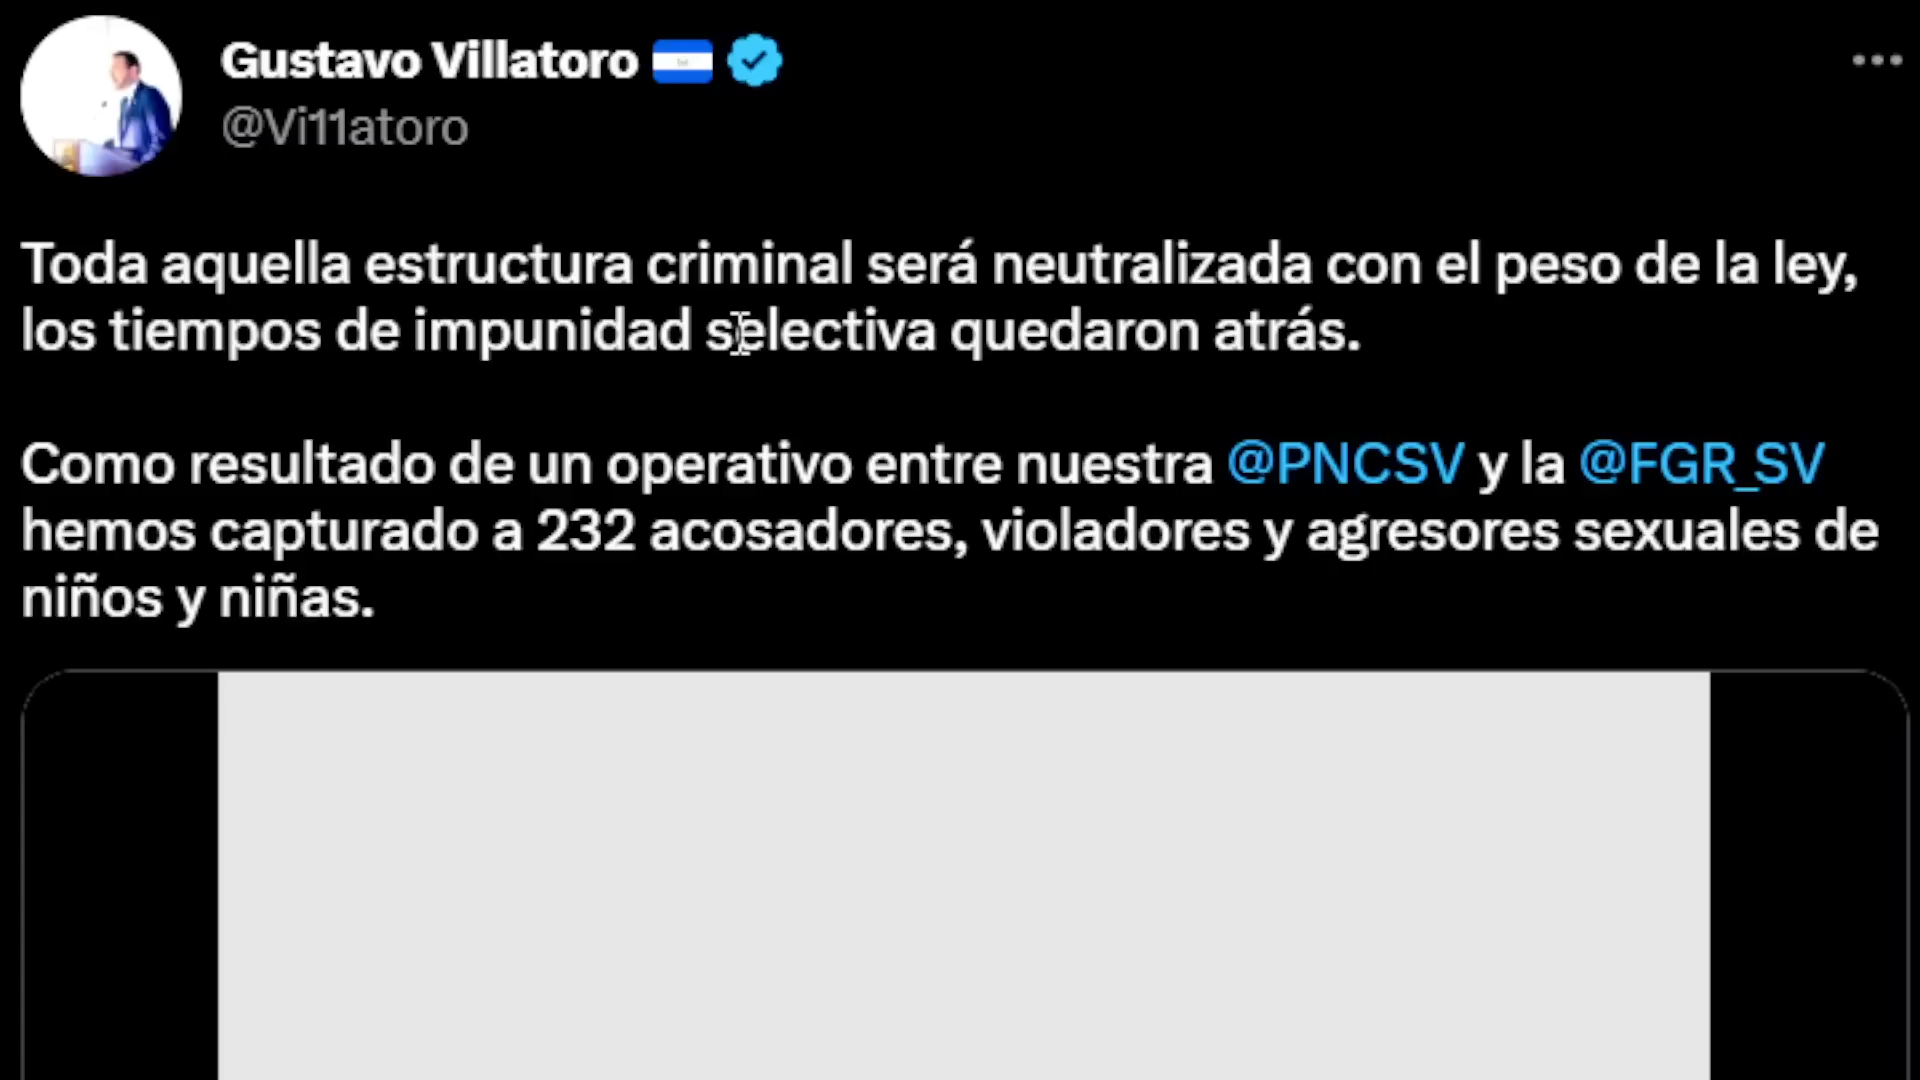 Gustavo Villatoro
@Vi11atoro
Toda aquella estructura criminal será neutralizada con el peso de la ley,
los tiempos de impunidad selectiva quedaron atrás.
Como resultado de un operativo entre nuestra @PNCSV y la @FGR_SV
hemos capturado a 232 acosadores, violadores y agresores sexuales de
niños y niñas.